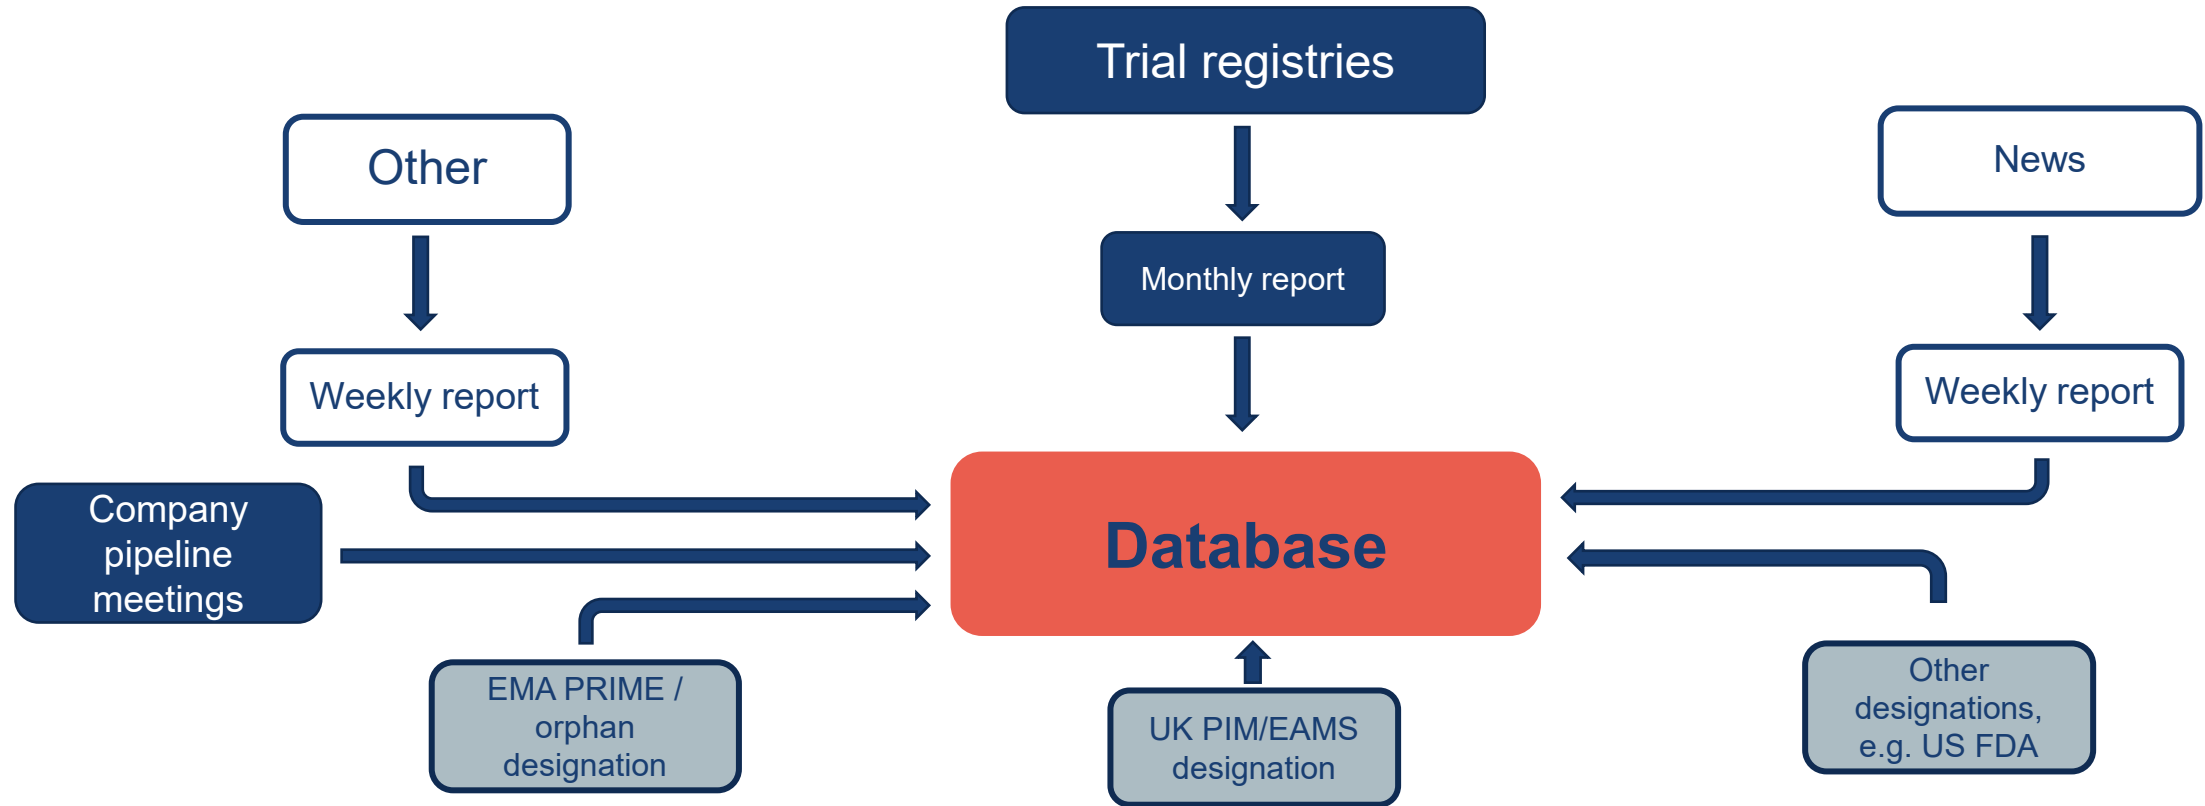 Trial registries
Other
News
Monthly report
Weekly report
Weekly report
Company
pipeline
meetings
Database
EMA PRIME /
orphan
designation
UK PIM/EAMS
designation
Other
designations,
e.g. US FDA